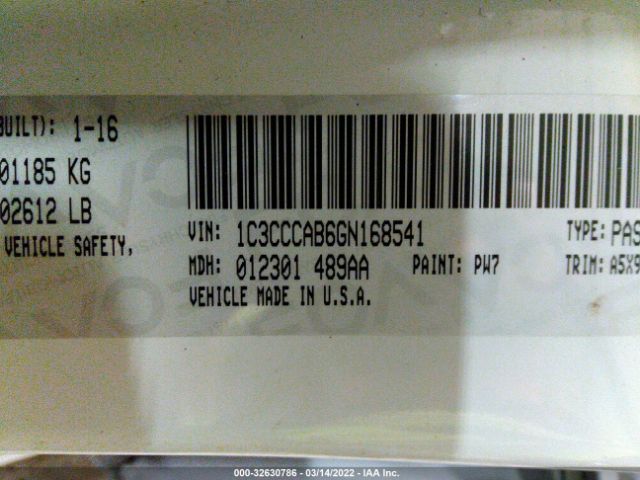 BUILT): 1-16
01185 KG
02612 LB
VEHICLE SAFETY,
VIN: 1C3CCCAB6GN168541 TYPE: PAS
MDH: 012301 489AA PAINT: PW7 TRIM: A5X9
VEHICLE MADE IN U.S.A.
000-32630786 - 03/14/2022 - IAA Inc.